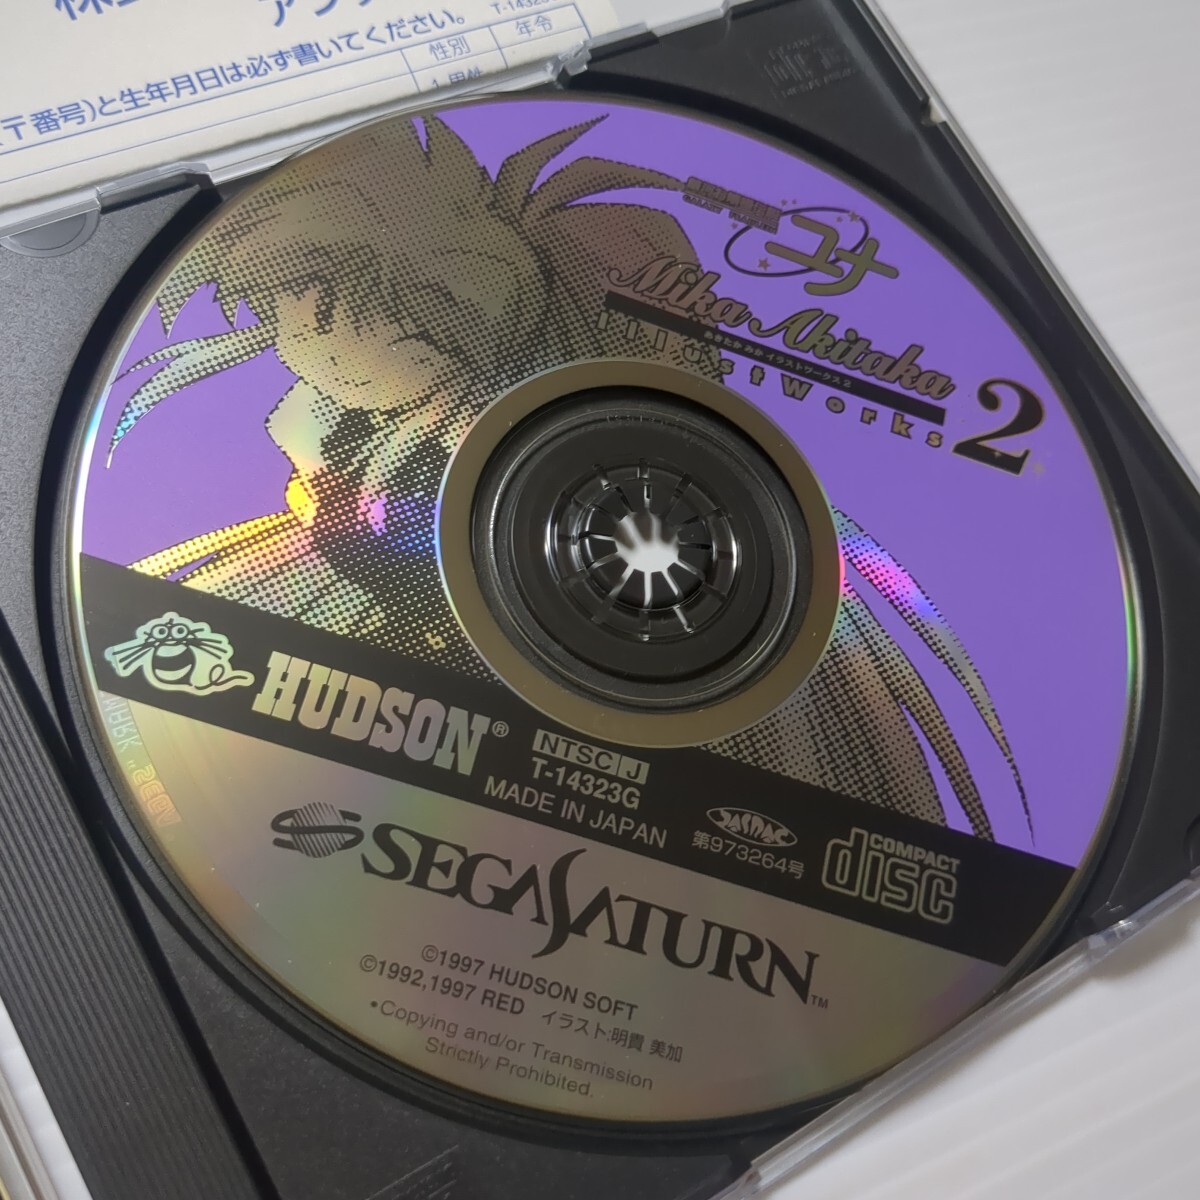 T-14323G
(〒番号)と生年月日は必ず書いてください。
性別
年令
ユナ
Mika Akitaka
あきたか みか イラストワークス 2
IllustWorks
2
HUDSON®
NTSC J
T-14323G
MADE IN JAPAN
第973264号
COMPACT
disc
SEGA SATURN™
©1997 HUDSON SOFT
©1992,1997 RED イラスト;明貴 美加
•Copying and/or Transmission
Strictly Prohibited.